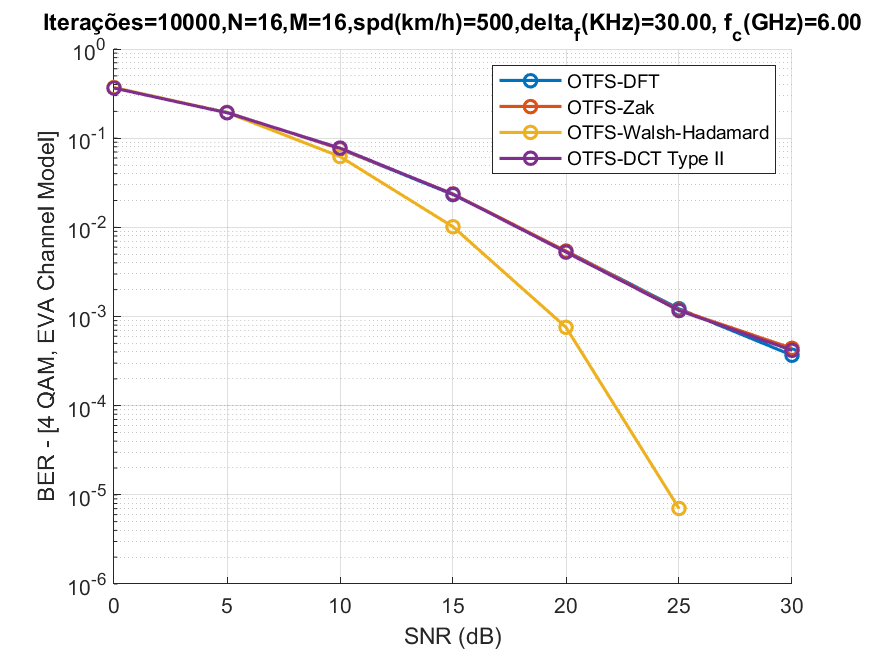 Iterações=10000,N=16,M=16,spd(km/h)=500,delta_f(KHz)=30.00, f_c(GHz)=6.00
10^0
10^-1
10^-2
10^-3
10^-4
10^-5
10^-6
BER - [4 QAM, EVA Channel Model]
OTFS-DFT
OTFS-Zak
OTFS-Walsh-Hadamard
OTFS-DCT Type II
0 5 10 15 20 25 30
SNR (dB)